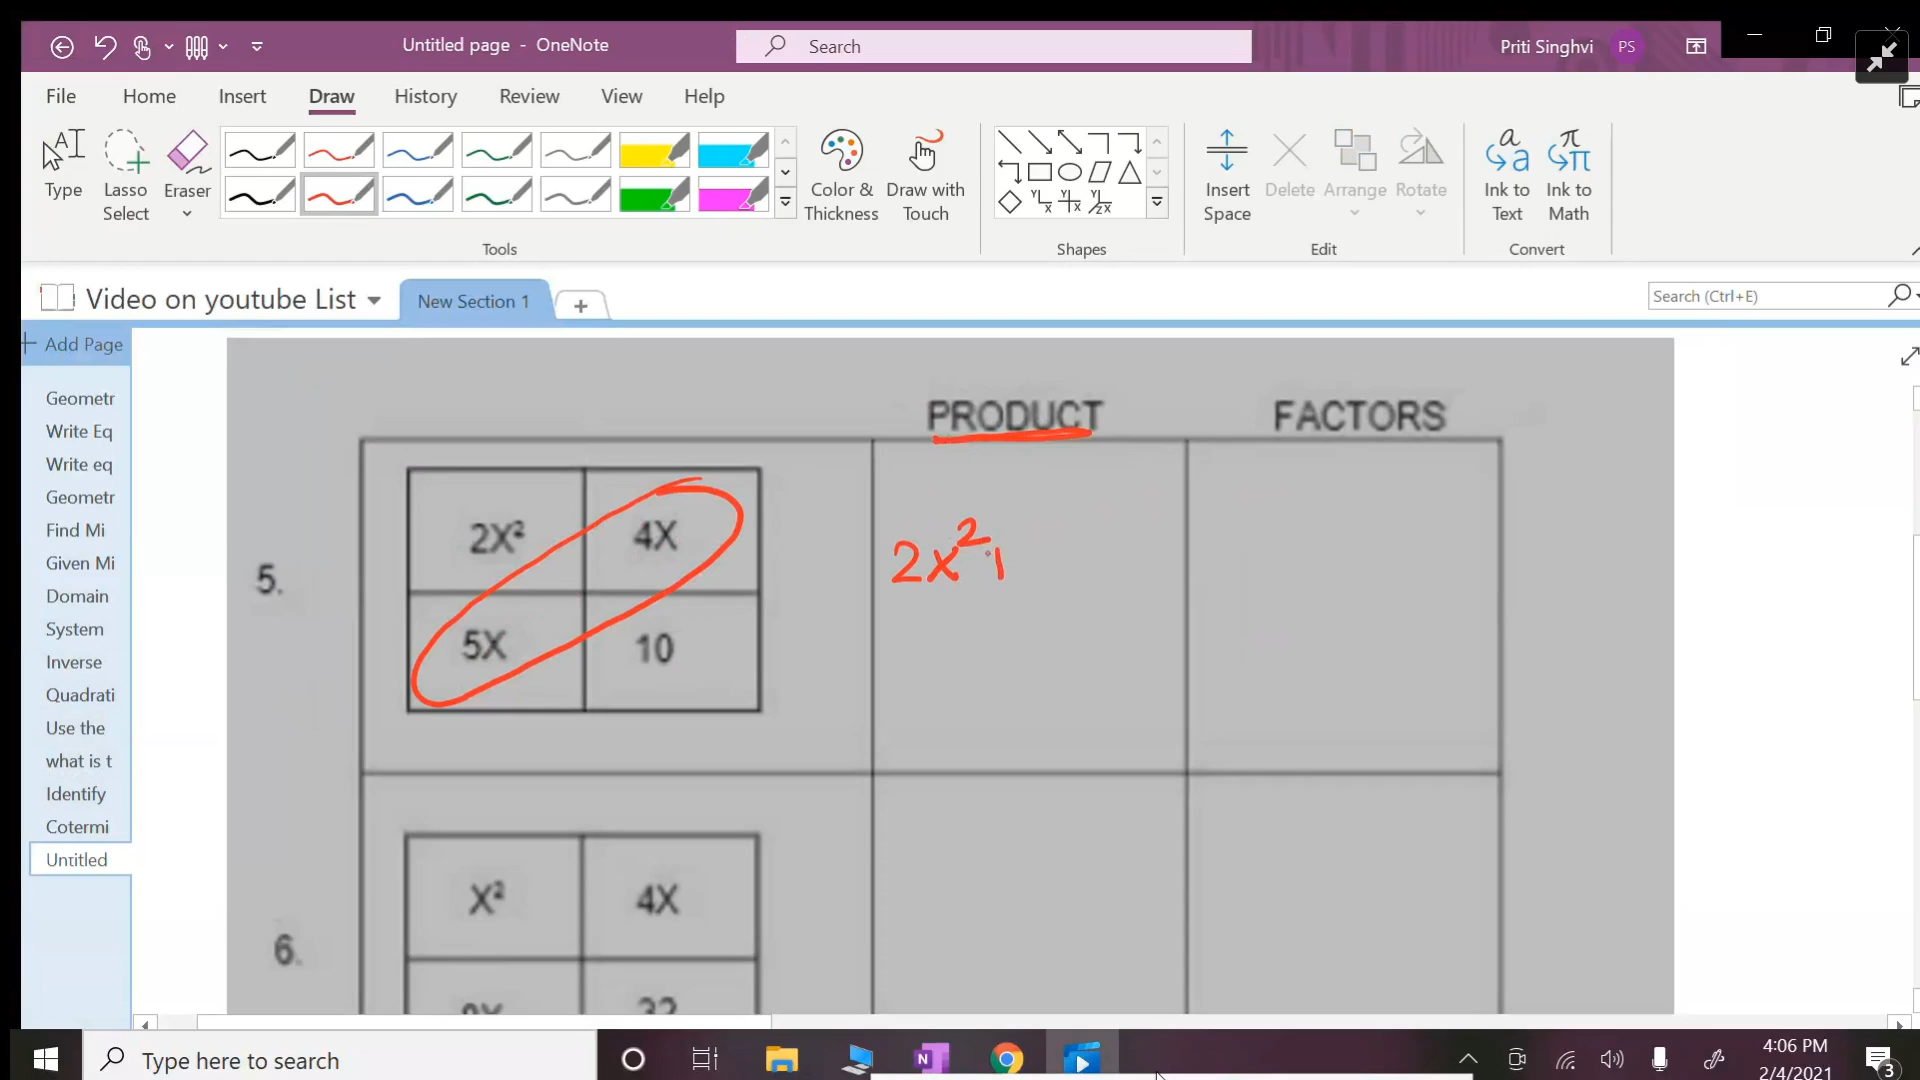 Untitled page - OneNote
Search
Priti Singhvi
PS
File Home Insert Draw History Review View Help
Type
Lasso Select
Eraser
Color & Thickness
Draw with Touch
Insert Space
Delete
Arrange
Rotate
Ink to Text
Ink to Math
Tools
Shapes
Edit
Convert
Video on youtube List
New Section 1
Search (Ctrl+E)
Add Page
Geometr
Write Eq
Write eq
Geometr
Find Mi
Given Mi
Domain
System
Inverse
Quadrati
Use the
what is t
Identify
Cotermi
Untitled
PRODUCT FACTORS
5.
2X² 4X
5X 10
2x²
6.
X² 4X
32
Type here to search
4:06 PM
2/4/2021
3